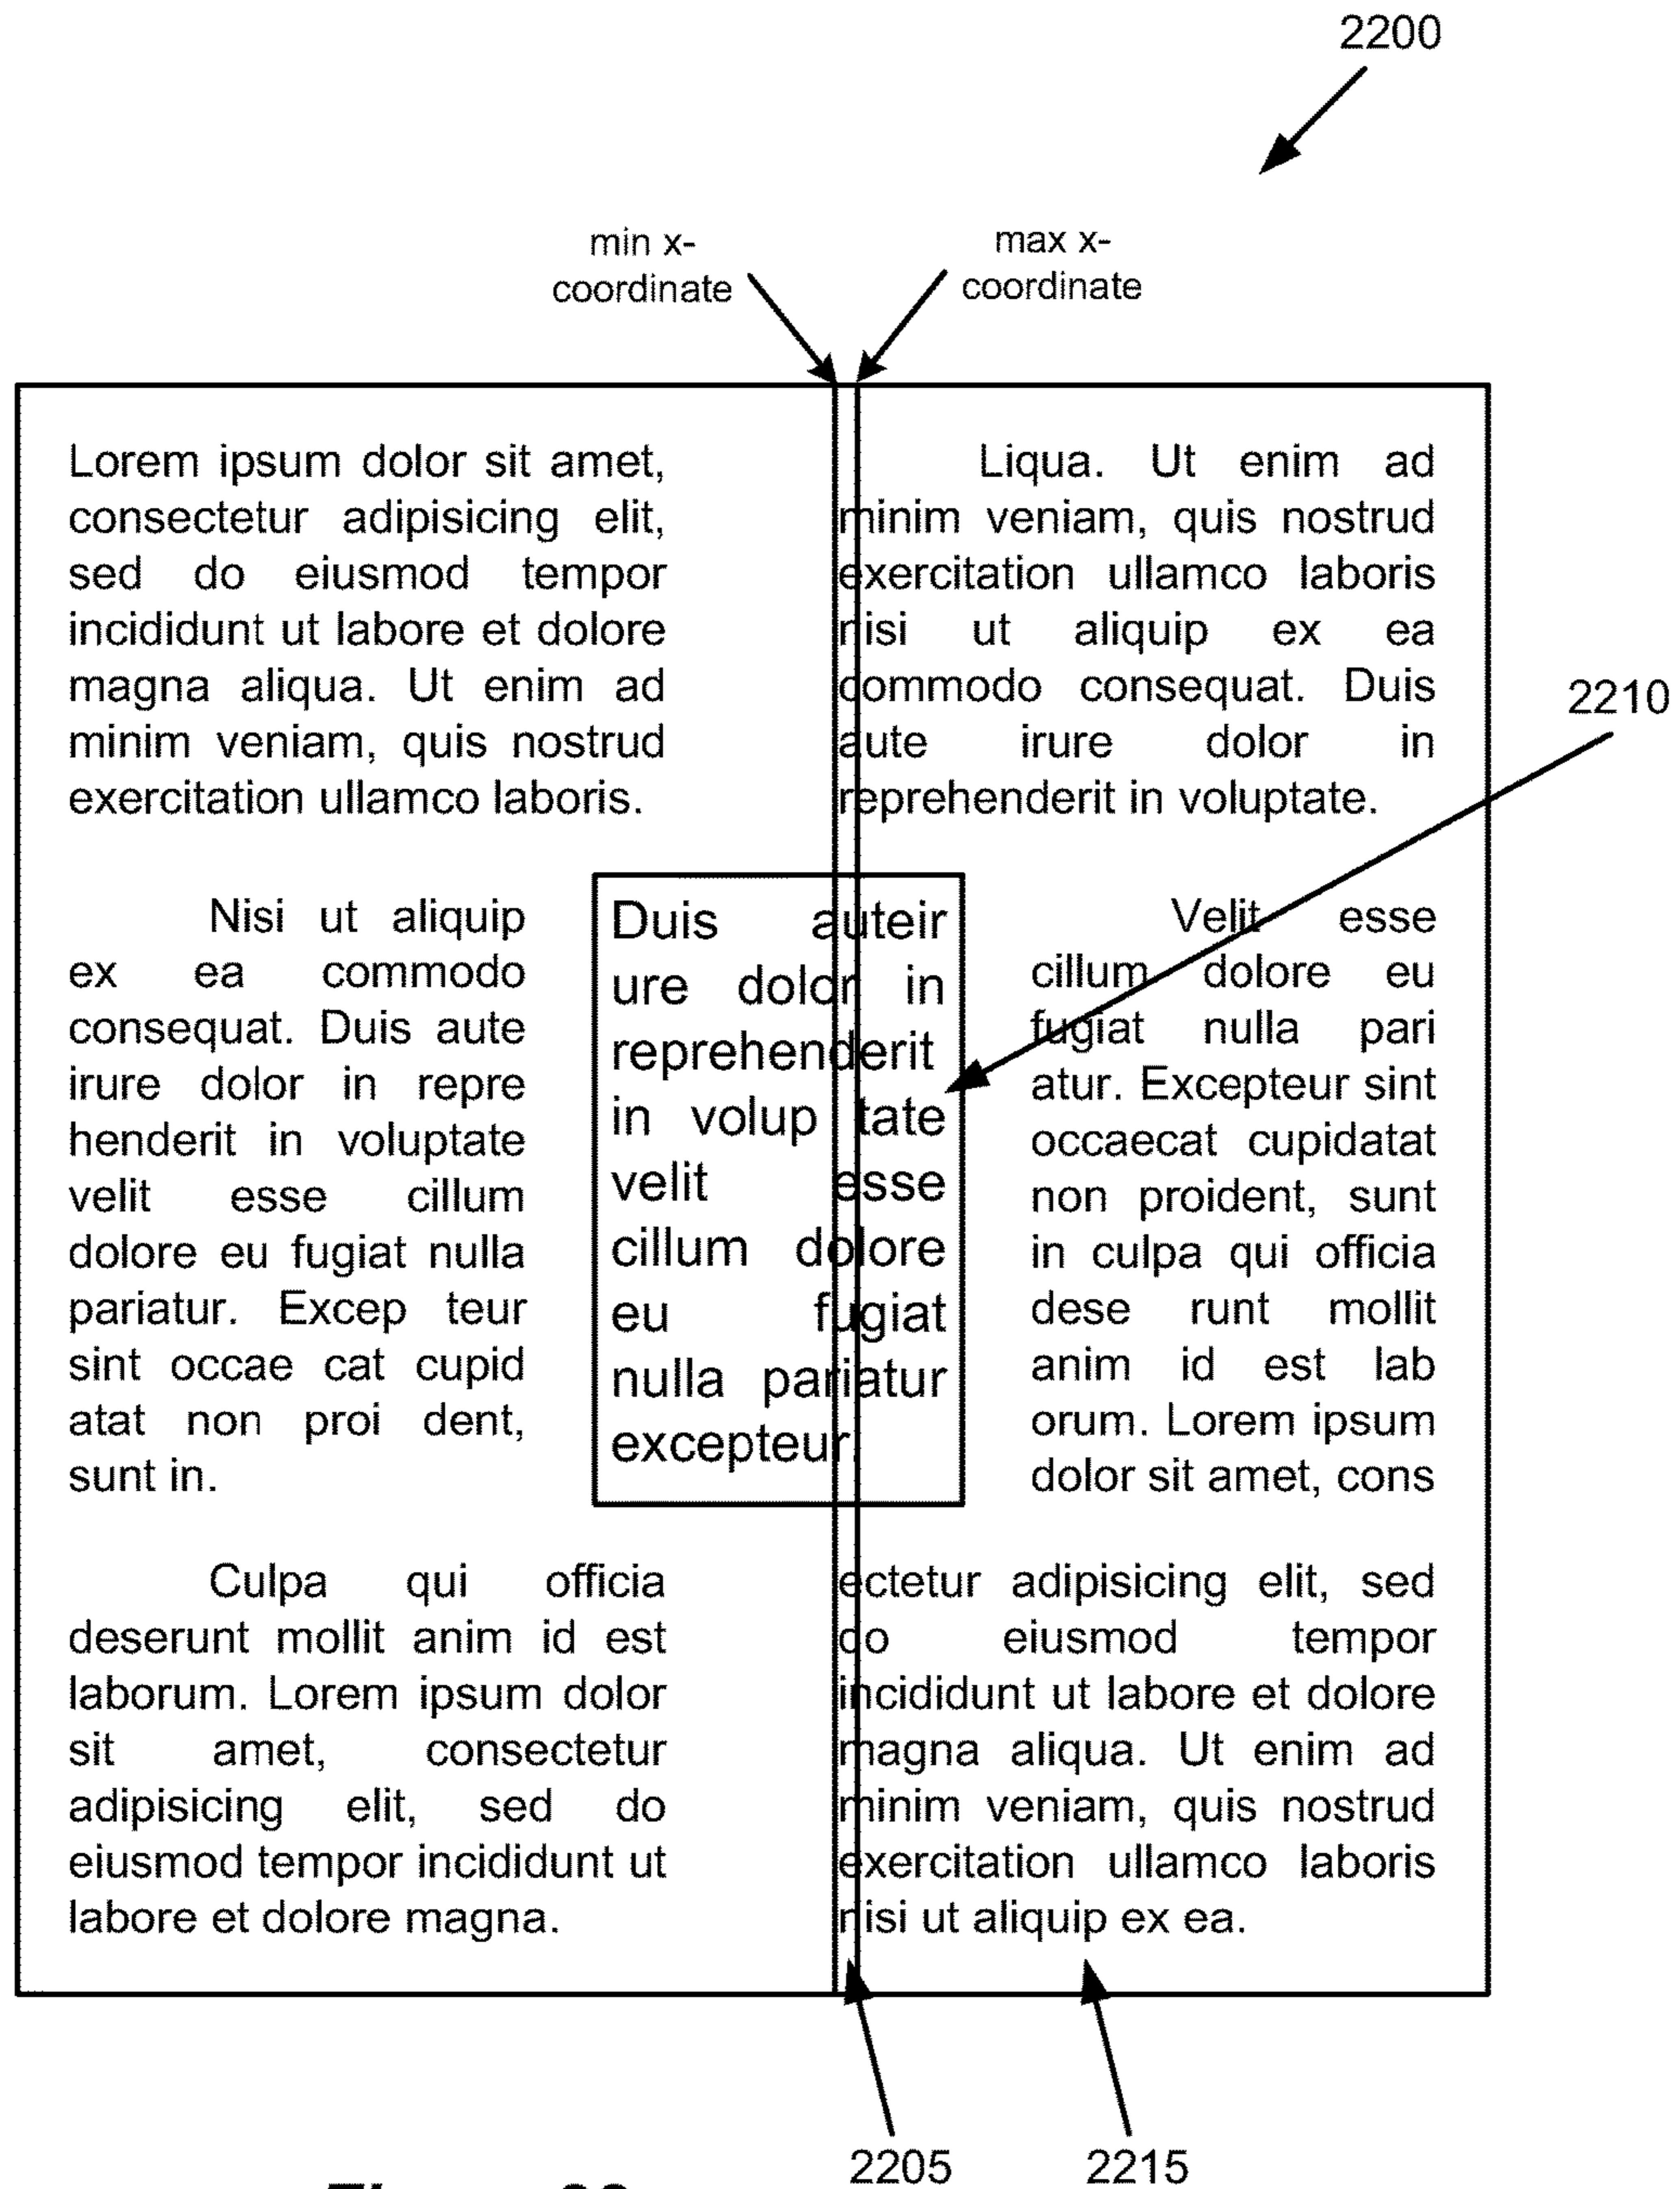 2200
min x-
coordinate
max x-
coordinate
Lorem ipsum dolor sit amet,
consectetur adipisicing elit,
sed do eiusmod tempor
incididunt ut labore et dolore
magna aliqua. Ut enim ad
minim veniam, quis nostrud
exercitation ullamco laboris.
Nisi ut aliquip
ex ea commodo
consequat. Duis aute
irure dolor in repre
henderit in voluptate
velit esse cillum
dolore eu fugiat nulla
pariatur. Excep teur
sint occae cat cupid
atat non proi dent,
sunt in.
Culpa qui officia
deserunt mollit anim id est
laborum. Lorem ipsum dolor
sit amet, consectetur
adipisicing elit, sed do
eiusmod tempor incididunt ut
labore et dolore magna.
Duis auteir
ure dolor in
reprehenderit
in volup tate
velit esse
cillum dolore
eu fugiat
nulla pariatur
excepteur.
Liqua. Ut enim ad
minim veniam, quis nostrud
exercitation ullamco laboris
nisi ut aliquip ex ea
commodo consequat. Duis
aute irure dolor in
reprehenderit in voluptate.
Velit esse
cillum dolore eu
fugiat nulla pari
atur. Excepteur sint
occaecat cupidatat
non proident, sunt
in culpa qui officia
dese runt mollit
anim id est lab
orum. Lorem ipsum
dolor sit amet, cons
ectetur adipisicing elit, sed
do eiusmod tempor
incididunt ut labore et dolore
magna aliqua. Ut enim ad
minim veniam, quis nostrud
exercitation ullamco laboris
nisi ut aliquip ex ea.
2210
2205
2215